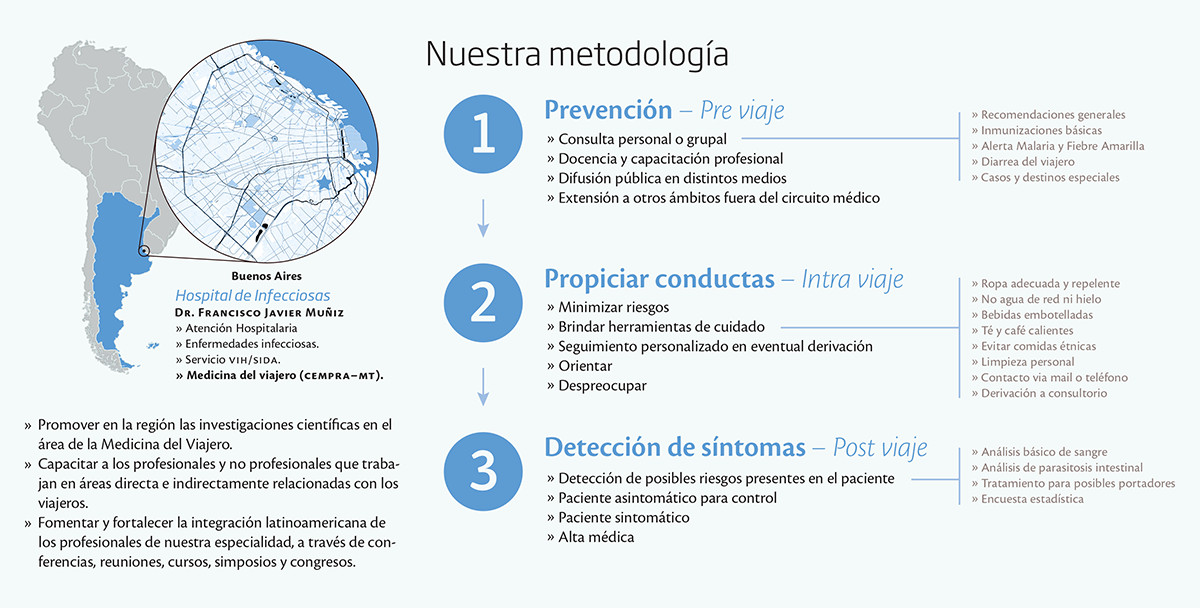 Buenos Aires
Hospital de Infecciosas
Dr. Francisco Javier Muñiz
» Atención Hospitalaria
» Enfermedades infecciosas.
» Servicio VIH/SIDA.
» Medicina del viajero (CEMPRA–MT).
» Promover en la región las investigaciones científicas en el
área de la Medicina del Viajero.
» Capacitar a los profesionales y no profesionales que traba-
jan en áreas directa e indirectamente relacionadas con los
viajeros.
» Fomentar y fortalecer la integración latinoamericana de
los profesionales de nuestra especialidad, a través de con-
ferencias, reuniones, cursos, simposios y congresos.
Nuestra metodología
1
Prevención – Pre viaje
» Consulta personal o grupal
» Docencia y capacitación profesional
» Difusión pública en distintos medios
» Extensión a otros ámbitos fuera del circuito médico
» Recomendaciones generales
» Inmunizaciones básicas
» Alerta Malaria y Fiebre Amarilla
» Diarrea del viajero
» Casos y destinos especiales
2
Propiciar conductas – Intra viaje
» Minimizar riesgos
» Brindar herramientas de cuidado
» Seguimiento personalizado en eventual derivación
» Orientar
» Despreocupar
» Ropa adecuada y repelente
» No agua de red ni hielo
» Bebidas embotelladas
» Té y café calientes
» Evitar comidas étnicas
» Limpieza personal
» Contacto via mail o teléfono
» Derivación a consultorio
3
Detección de síntomas – Post viaje
» Detección de posibles riesgos presentes en el paciente
» Paciente asintomático para control
» Paciente sintomático
» Alta médica
» Análisis básico de sangre
» Análisis de parasitosis intestinal
» Tratamiento para posibles portadores
» Encuesta estadística